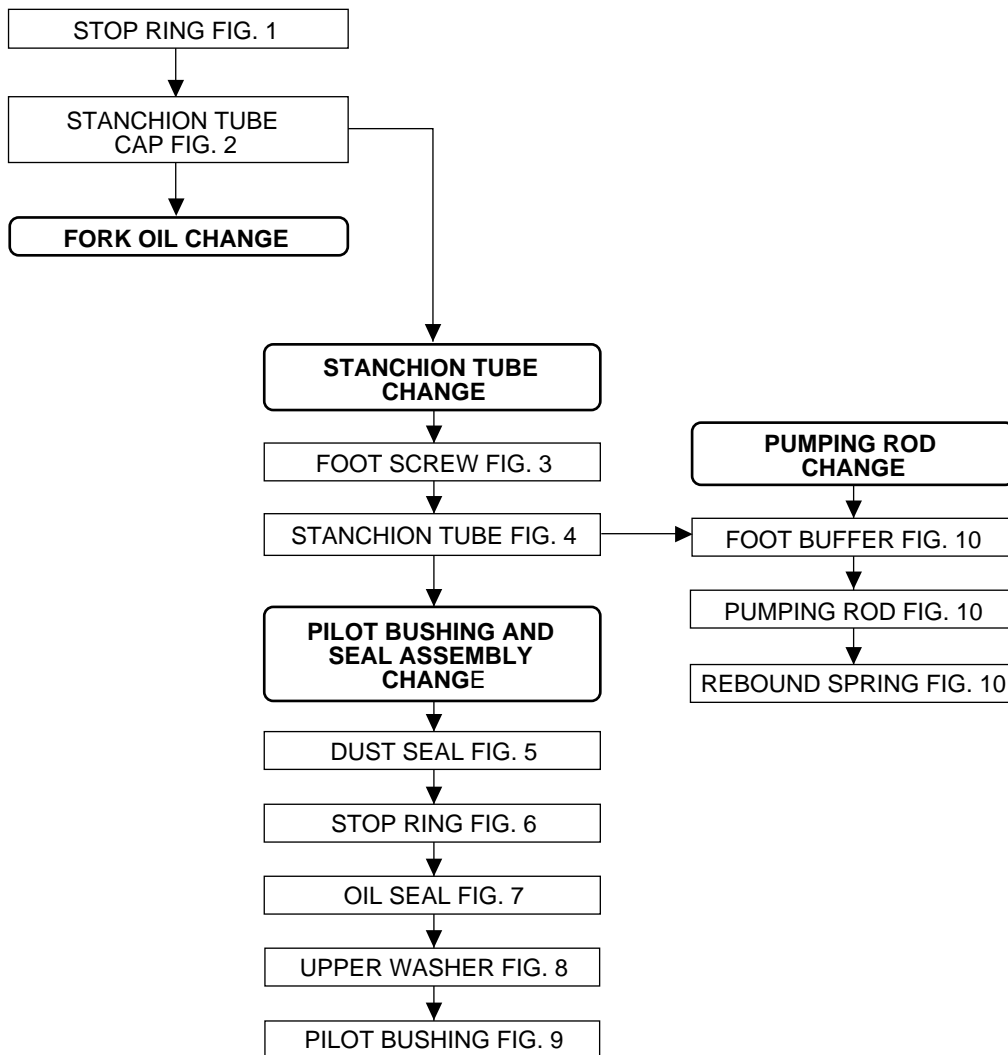 STOP RING FIG. 1
STANCHION TUBE
CAP FIG. 2
FORK OIL CHANGE
STANCHION TUBE
CHANGE
FOOT SCREW FIG. 3
STANCHION TUBE FIG. 4
PILOT BUSHING AND
SEAL ASSEMBLY
CHANGE
DUST SEAL FIG. 5
STOP RING FIG. 6
OIL SEAL FIG. 7
UPPER WASHER FIG. 8
PILOT BUSHING FIG. 9
PUMPING ROD
CHANGE
FOOT BUFFER FIG. 10
PUMPING ROD FIG. 10
REBOUND SPRING FIG. 10